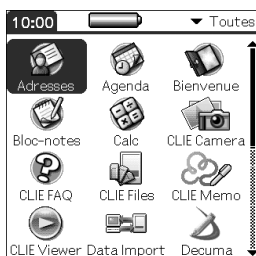 10:00 Toutes
Adresses Agenda Bienvenue
Bloc-notes Calc CLIE Camera
CLIE FAQ CLIE Files CLIE Memo
CLIE Viewer Data Import Decuma